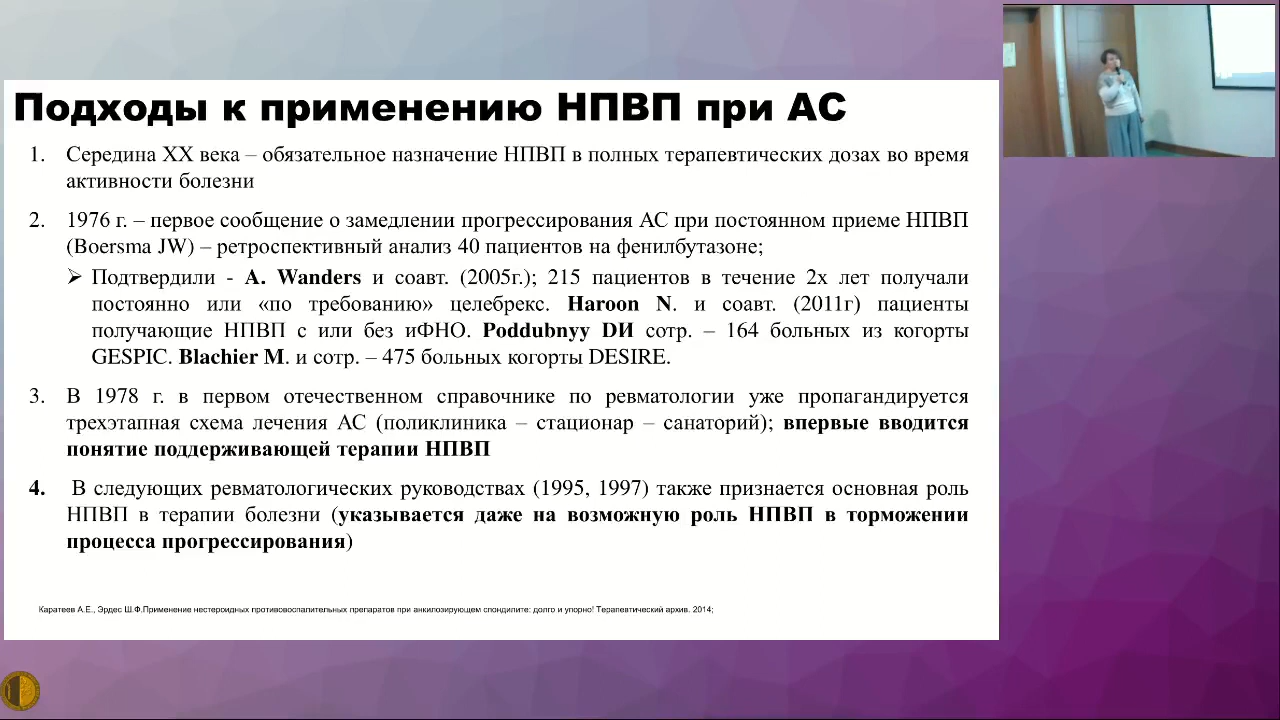 Подходы к применению НПВП при АС
1. Середина XX века – обязательное назначение НПВП в полных терапевтических дозах во время
активности болезни
2. 1976 г. – первое сообщение о замедлении прогрессирования АС при постоянном приеме НПВП
(Boersma JW) – ретроспективный анализ 40 пациентов на фенилбутазоне;
➢ Подтвердили - A. Wanders и соавт. (2005г.); 215 пациентов в течение 2х лет получали
постоянно или «по требованию» целебрекс. Haroon N. и соавт. (2011г) пациенты
получающие НПВП с или без иФНО. Poddubnyy DИ сотр. – 164 больных из когорты
GESPIC. Blachier M. и сотр. – 475 больных когорты DESIRE.
3. В 1978 г. в первом отечественном справочнике по ревматологии уже пропагандируется
трехэтапная схема лечения АС (поликлиника – стационар – санаторий); впервые вводится
понятие поддерживающей терапии НПВП
4. В следующих ревматологических руководствах (1995, 1997) также признается основная роль
НПВП в терапии болезни (указывается даже на возможную роль НПВП в торможении
процесса прогрессирования)
Каратеев А.Е., Эрдес Ш.Ф.Применение нестероидных противовоспалительных препаратов при анкилозирующем спондилите: долго и упорно! Терапевтический архив. 2014;